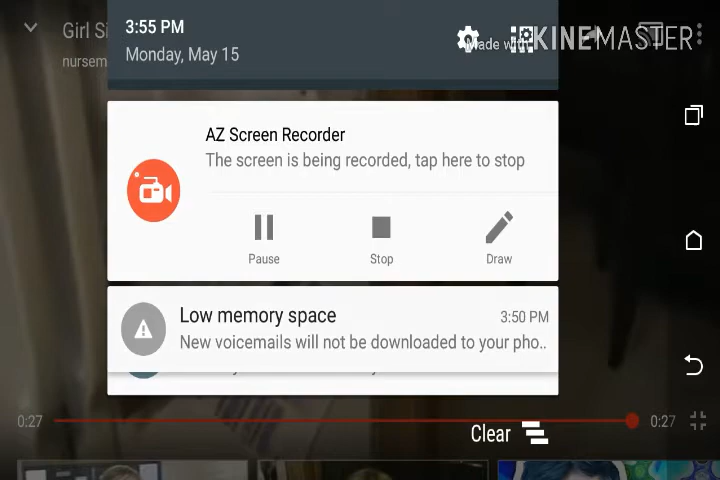 Girl Si
nursem
3:55 PM
Monday, May 15
Made with KINEMASTER
AZ Screen Recorder
The screen is being recorded, tap here to stop
Pause
Stop
Draw
Low memory space
3:50 PM
New voicemails will not be downloaded to your pho..
0:27
0:27
Clear